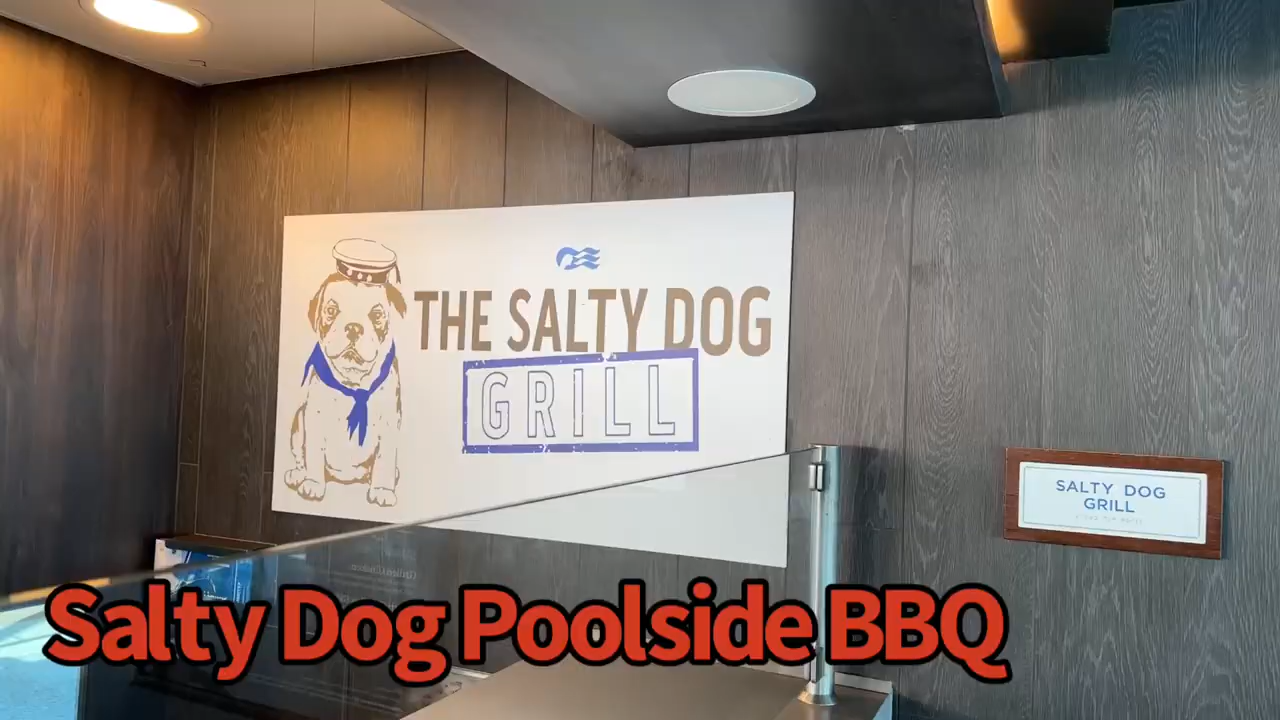 THE SALTY DOG
GRILL
SALTY DOG
GRILL
Salty Dog Poolside BBQ